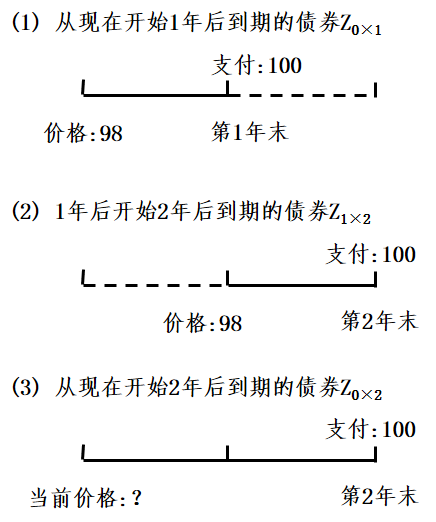 (1) 从现在开始1年后到期的债券Z₀×₁
支付:100
价格:98 第1年末
(2) 1年后开始2年后到期的债券Z₁×₂
支付:100
价格:98 第2年末
(3) 从现在开始2年后到期的债券Z₀×₂
支付:100
当前价格:? 第2年末